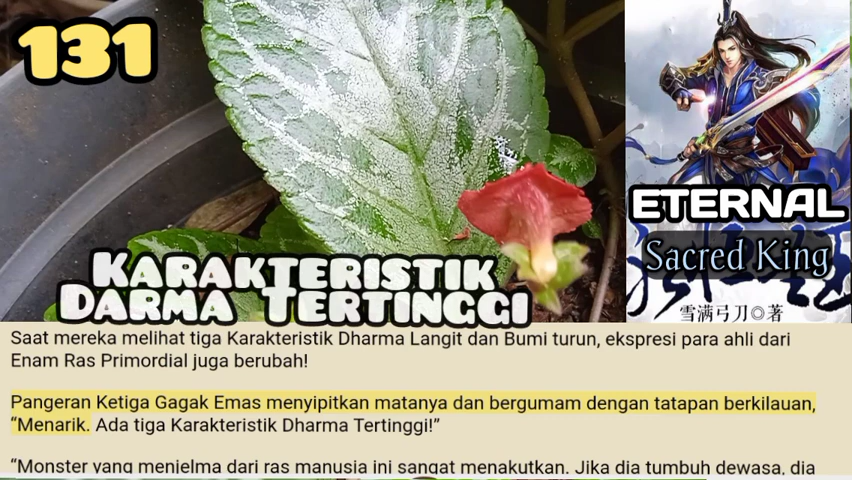 131
ETERNAL
Sacred King
雪满弓刀◎著
KARAKTERISTIK
DARMA TERTINGGI
Saat mereka melihat tiga Karakteristik Dharma Langit dan Bumi turun, ekspresi para ahli dari
Enam Ras Primordial juga berubah!
Pangeran Ketiga Gagak Emas menyipitkan matanya dan bergumam dengan tatapan berkilauan,
“Menarik. Ada tiga Karakteristik Dharma Tertinggi!”
“Monster yang menjelma dari ras manusia ini sangat menakutkan. Jika dia tumbuh dewasa, dia